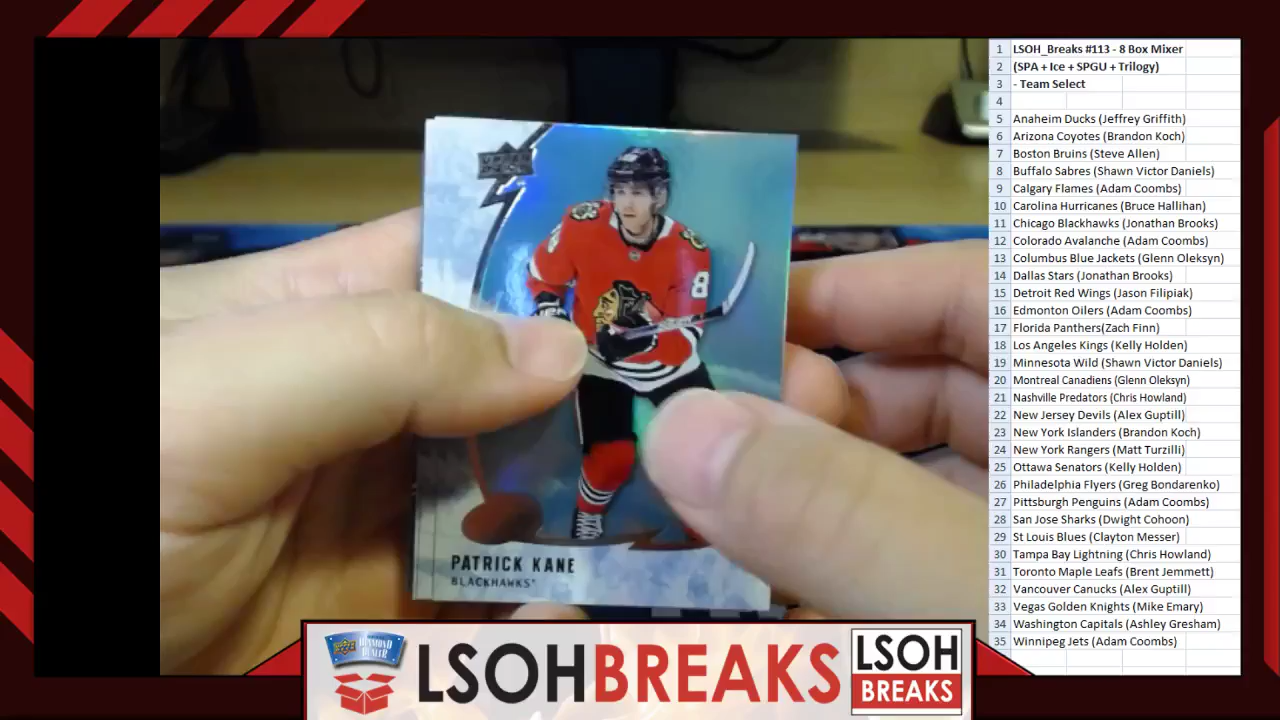 UPPER DECK
8
PATRICK KANE
BLACKHAWKS
1 LSOH_Breaks #113 - 8 Box Mixer
2 (SPA + Ice + SPGU + Trilogy)
3 - Team Select
4
5 Anaheim Ducks (Jeffrey Griffith)
6 Arizona Coyotes (Brandon Koch)
7 Boston Bruins (Steve Allen)
8 Buffalo Sabres (Shawn Victor Daniels)
9 Calgary Flames (Adam Coombs)
10 Carolina Hurricanes (Bruce Hallihan)
11 Chicago Blackhawks (Jonathan Brooks)
12 Colorado Avalanche (Adam Coombs)
13 Columbus Blue Jackets (Glenn Oleksyn)
14 Dallas Stars (Jonathan Brooks)
15 Detroit Red Wings (Jason Filipiak)
16 Edmonton Oilers (Adam Coombs)
17 Florida Panthers(Zach Finn)
18 Los Angeles Kings (Kelly Holden)
19 Minnesota Wild (Shawn Victor Daniels)
20 Montreal Canadiens (Glenn Oleksyn)
21 Nashville Predators (Chris Howland)
22 New Jersey Devils (Alex Guptill)
23 New York Islanders (Brandon Koch)
24 New York Rangers (Matt Turzilli)
25 Ottawa Senators (Kelly Holden)
26 Philadelphia Flyers (Greg Bondarenko)
27 Pittsburgh Penguins (Adam Coombs)
28 San Jose Sharks (Dwight Cohoon)
29 St Louis Blues (Clayton Messer)
30 Tampa Bay Lightning (Chris Howland)
31 Toronto Maple Leafs (Brent Jemmett)
32 Vancouver Canucks (Alex Guptill)
33 Vegas Golden Knights (Mike Emary)
34 Washington Capitals (Ashley Gresham)
35 Winnipeg Jets (Adam Coombs)
DIAMOND
DEALER
LSOHBREAKS
LSOH
BREAKS